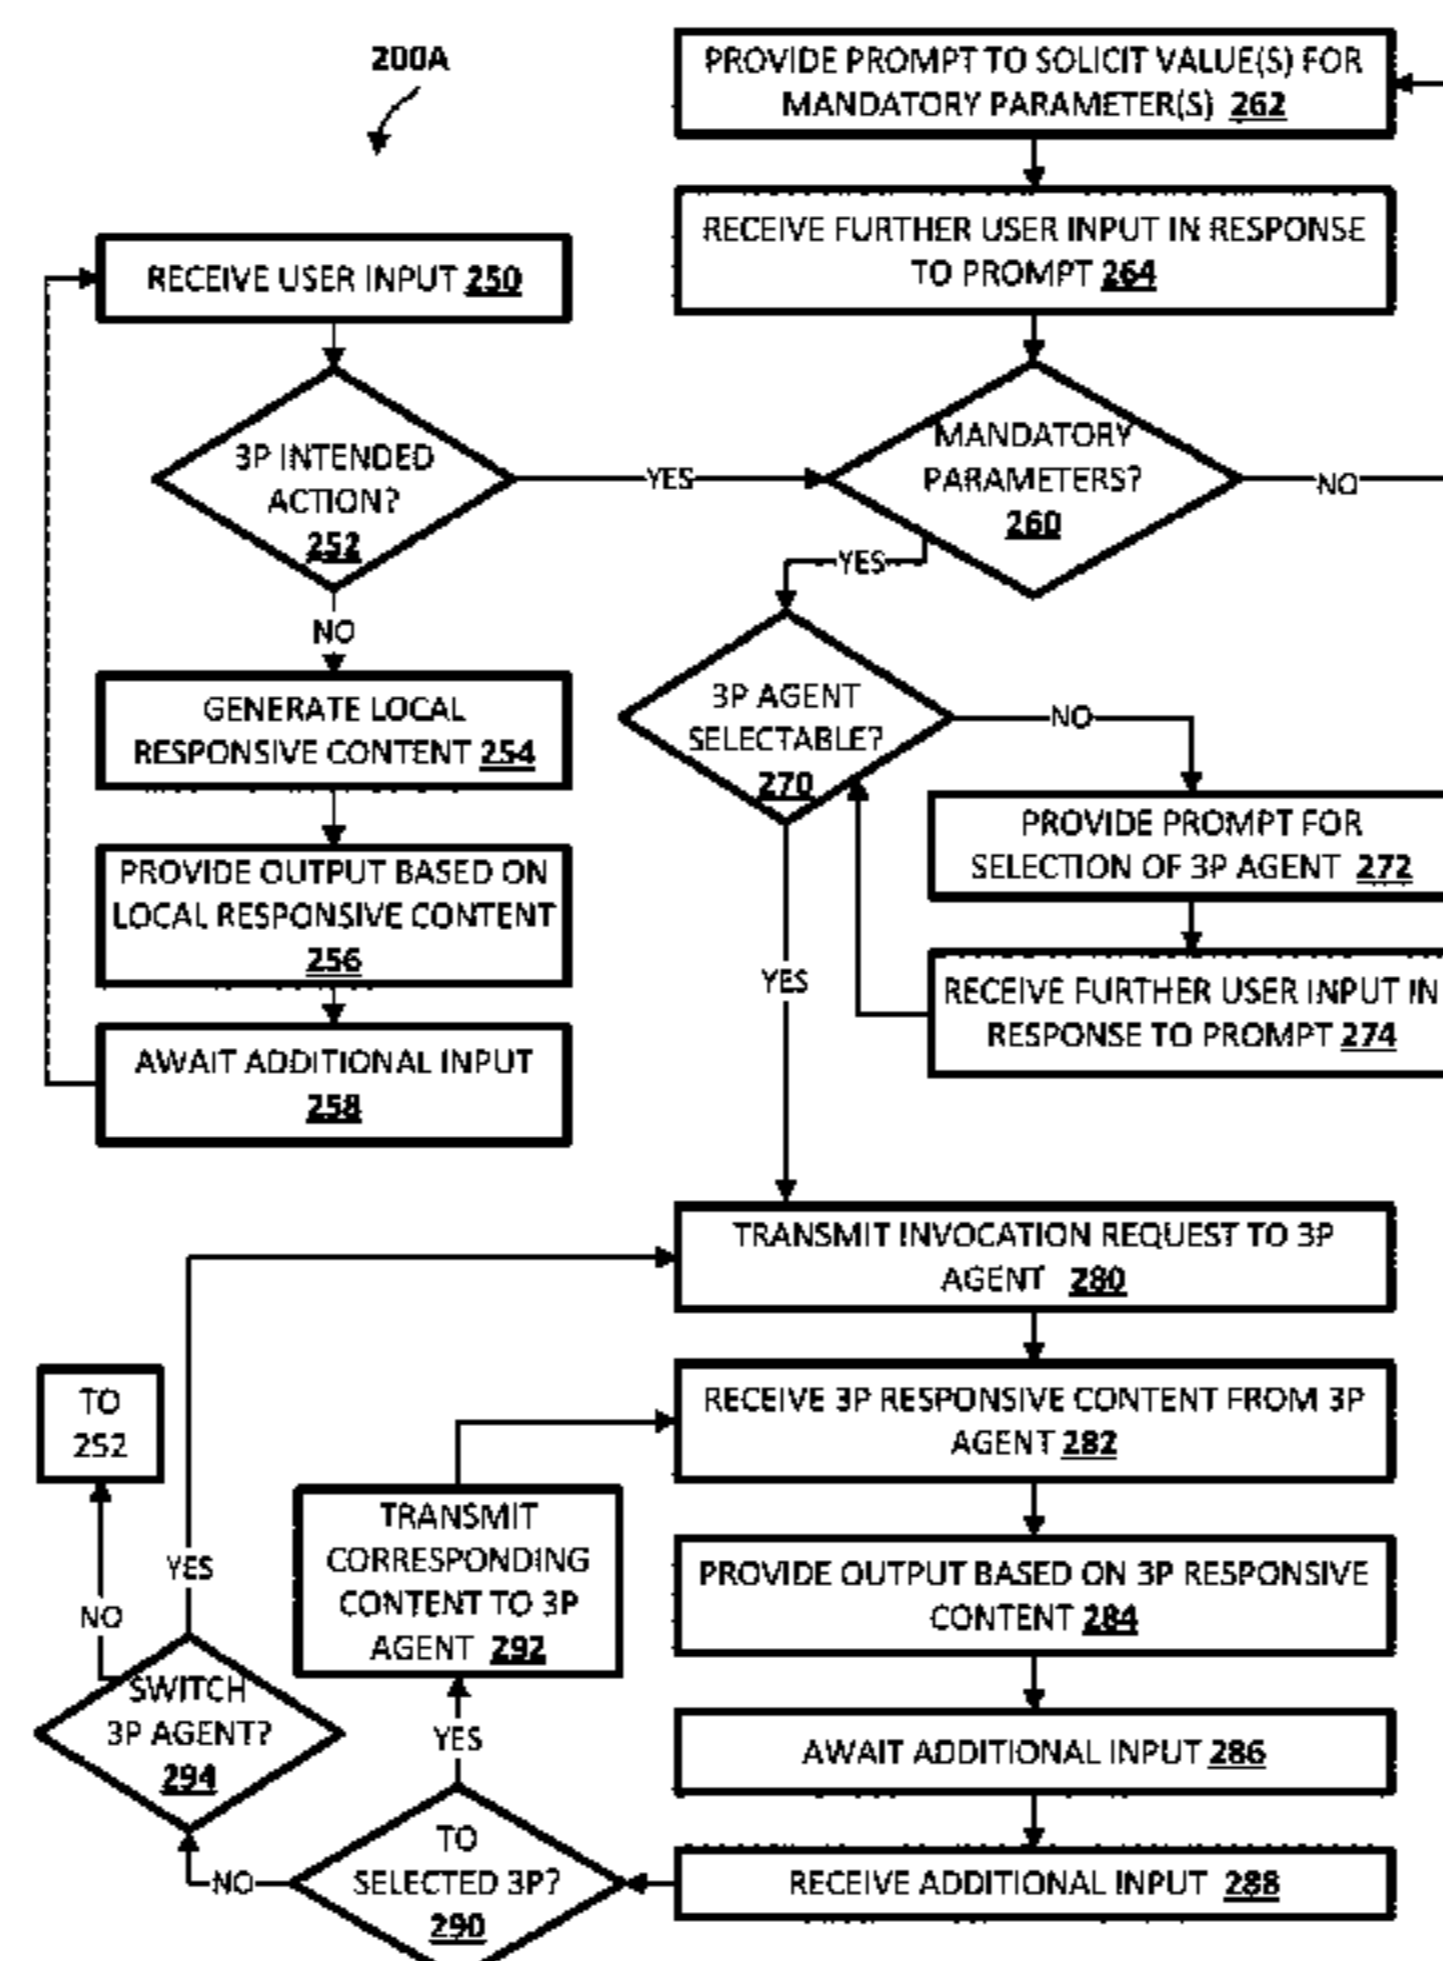 200A
PROVIDE PROMPT TO SOLICIT VALUE(S) FOR
MANDATORY PARAMETER(S) 262
RECEIVE FURTHER USER INPUT IN RESPONSE
TO PROMPT 264
RECEIVE USER INPUT 250
3P INTENDED
ACTION?
252
YES
MANDATORY
PARAMETERS?
260
NO
YES
NO
GENERATE LOCAL
RESPONSIVE CONTENT 254
3P AGENT
SELECTABLE?
270
NO
PROVIDE PROMPT FOR
SELECTION OF 3P AGENT 272
PROVIDE OUTPUT BASED ON
LOCAL RESPONSIVE CONTENT
256
YES
RECEIVE FURTHER USER INPUT IN
RESPONSE TO PROMPT 274
AWAIT ADDITIONAL INPUT
258
TRANSMIT INVOCATION REQUEST TO 3P
AGENT 280
TO
252
RECEIVE 3P RESPONSIVE CONTENT FROM 3P
AGENT 282
TRANSMIT
CORRESPONDING
CONTENT TO 3P
AGENT 292
YES
NO
PROVIDE OUTPUT BASED ON 3P RESPONSIVE
CONTENT 284
SWITCH
3P AGENT?
294
YES
AWAIT ADDITIONAL INPUT 286
TO
SELECTED 3P?
290
NO
RECEIVE ADDITIONAL INPUT 288